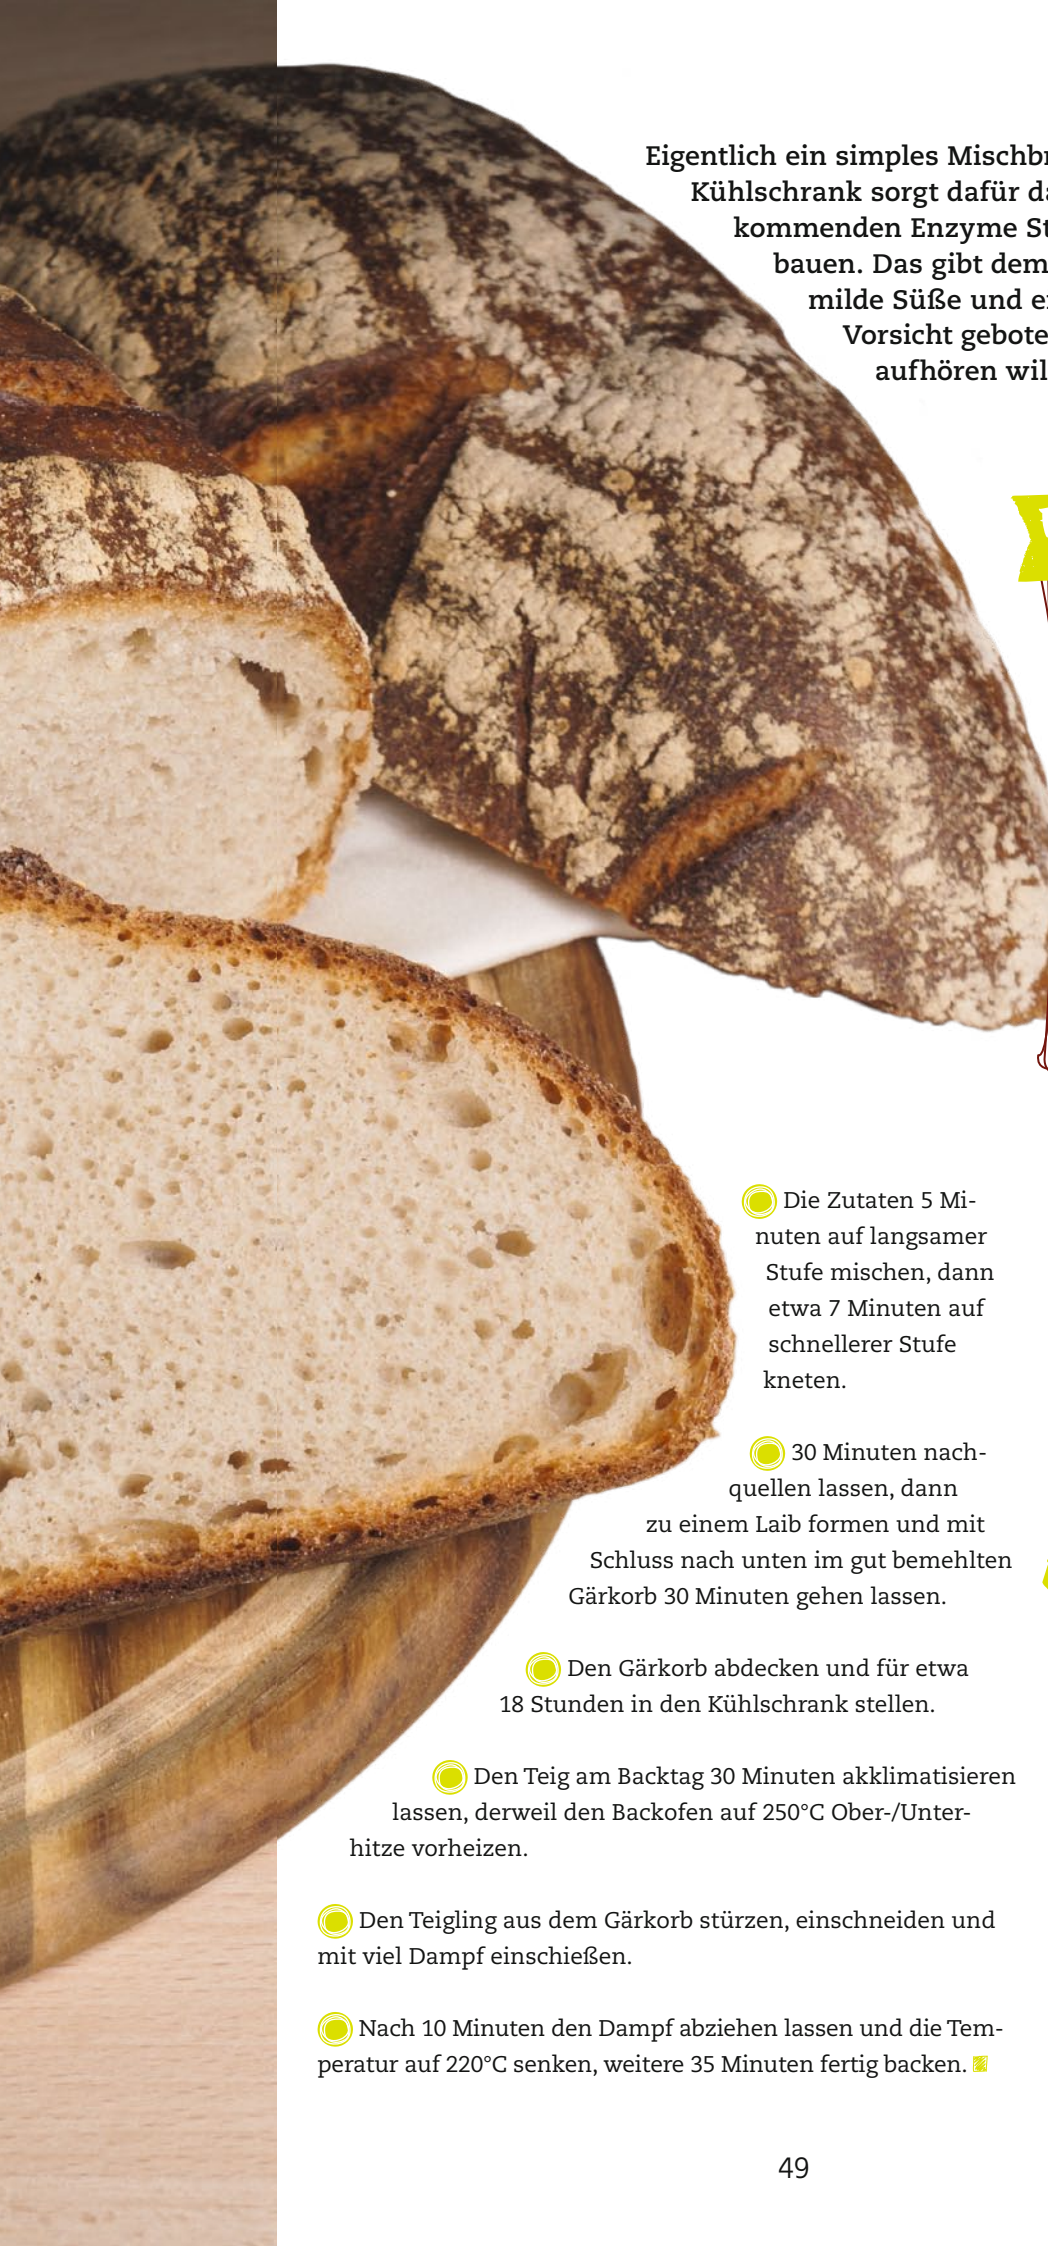 Eigentlich ein simples
Kühlschrank sorgt dafür
kommenden Enzyme
bauen. Das gibt dem
milde Süße und
Vorsicht
aufhören
Die Zutaten 5 Mi-
nuten auf langsamer
Stufe mischen, dann
etwa 7 Minuten auf
schnellerer Stufe
kneten.
30 Minuten nach-
quellen lassen, dann
zu einem Laib formen und mit
Schluss nach unten im gut bemehlten
Gärkorb 30 Minuten gehen lassen.
Den Gärkorb abdecken und für etwa
18 Stunden in den Kühlschrank stellen.
Den Teig am Backtag 30 Minuten akklimatisieren
lassen, derweil den Backofen auf 250°C Ober-/Unter-
hitze vorheizen.
Den Teigling aus dem Gärkorb stürzen, einschneiden und
mit viel Dampf einschießen.
Nach 10 Minuten den Dampf abziehen lassen und die Tem-
peratur auf 220°C senken, weitere 35 Minuten fertig backen.
49